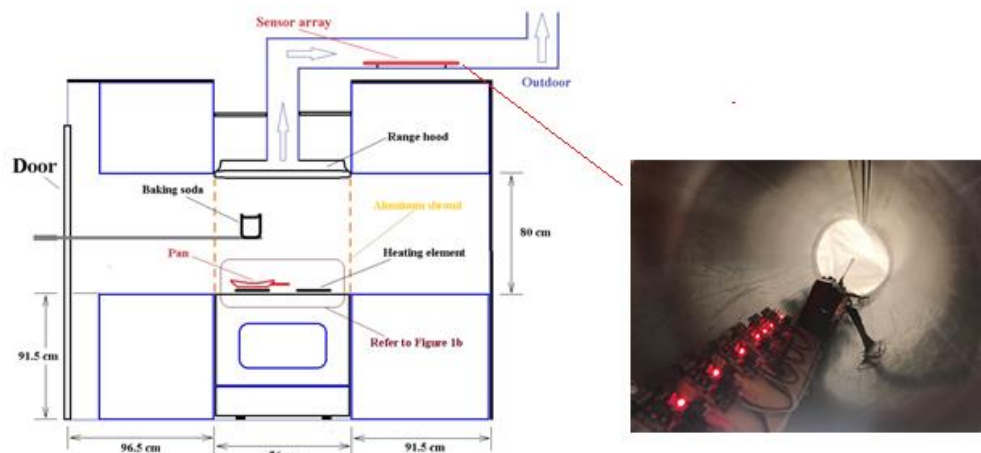 Sensor array
Outdoor
Range hood
Door
Baking soda
Aluminum shroud
80 cm
Pan
Heating element
91.5 cm
Refer to Figure 1b
96.5 cm
91.5 cm